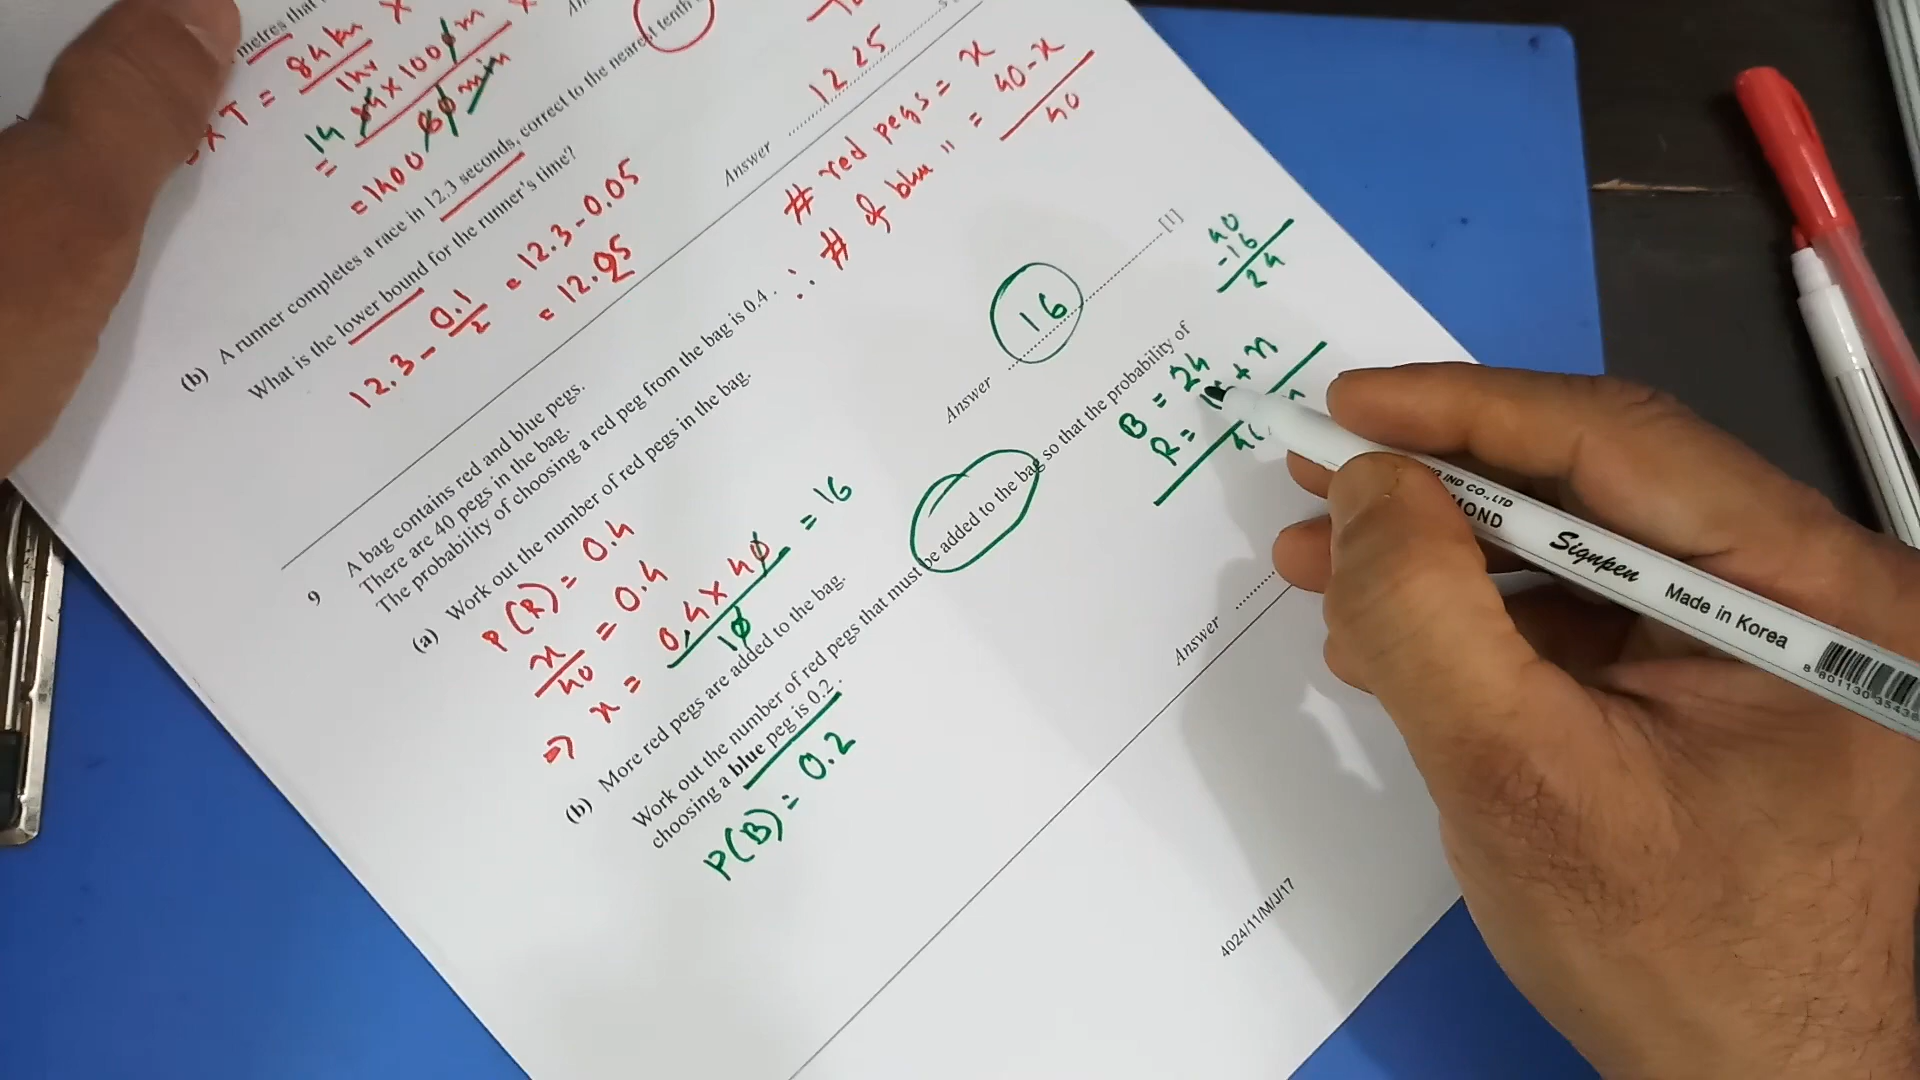 metres that
× T = 84 km ×
1hr
= 14 84 × 1000 m ×
60 min
= 1400
(b) A runner completes a race in 12.3 seconds, correct to the nearest tenth
What is the lower bound for the runner's time?
12.3 - 0.1 = 12.3 - 0.05
2
= 12.25
Answer 12.25 s
9 A bag contains red and blue pegs.
There are 40 pegs in the bag.
The probability of choosing a red peg from the bag is 0.4 .
# red pegs = x
∴ # of blue " = 40-x
40
(a) Work out the number of red pegs in the bag.
P(R) = 0.4
x = 0.4
40
⇒ x = 0.4 × 40 = 16
10
Answer 16 [1]
40
-16
24
(b) More red pegs are added to the bag.
Work out the number of red pegs that must be added to the bag so that the probability of
choosing a blue peg is 0.2 .
P(B) = 0.2
B = 24
R = + n
Answer
4024/11/M/J/17
IND CO., LTD
MOND
Signpen
Made in Korea